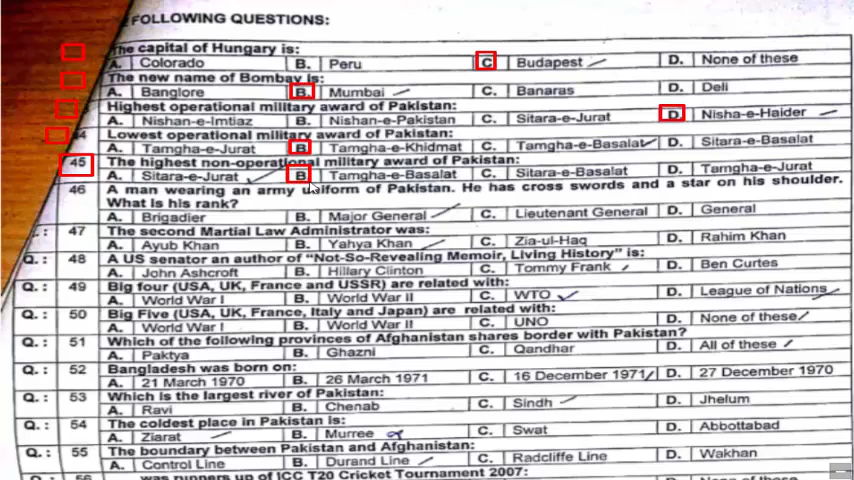 FOLLOWING QUESTIONS:
The capital of Hungary is:
A. Colorado B. Peru C Budapest D. None of these
The new name of Bombay is:
A. Banglore B. Mumbai C. Banaras D. Deli
Highest operational military award of Pakistan:
A. Nishan-e-Imtiaz B. Nishan-e-Pakistan C. Sitara-e-Jurat D. Nisha-e-Haider
44 Lowest operational military award of Pakistan:
A. Tamgha-e-Jurat B Tamgha-e-Khidmat C. Tamgha-e-Basalat D. Sitara-e-Basalat
45 The highest non-operational military award of Pakistan:
A. Sitara-e-Jurat B Tamgha-e-Basalat C. Sitara-e-Basalat D. Tamgha-e-Jurat
46 A man wearing an army uniform of Pakistan. He has cross swords and a star on his shoulder.
What is his rank?
A. Brigadier B. Major General C. Lieutenant General D. General
47 The second Martial Law Administrator was:
A. Ayub Khan B. Yahya Khan C. Zia-ul-Haq D. Rahim Khan
Q. : 48 A US senator an author of "Not-So-Revealing Memoir, Living History" is:
A. John Ashcroft B. Hillary Clinton C. Tommy Frank D. Ben Curtes
Q. : 49 Big four (USA, UK, France and USSR) are related with:
A. World War I B. World War II C. WTO D. League of Nations
Q. : 50 Big Five (USA, UK, France, Italy and Japan) are related with:
A. World War I B. World War II C. UNO D. None of these
Q. : 51 Which of the following provinces of Afghanistan shares border with Pakistan?
A. Paktya B. Ghazni C. Qandhar D. All of these
Q. : 52 Bangladesh was born on:
A. 21 March 1970 B. 26 March 1971 C. 16 December 1971 D. 27 December 1970
Q. : 53 Which is the largest river of Pakistan:
A. Ravi B. Chenab C. Sindh D. Jhelum
Q. : 54 The coldest place in Pakistan is:
A. Ziarat B. Murree C. Swat D. Abbottabad
Q. : 55 The boundary between Pakistan and Afghanistan:
A. Control Line B. Durand Line C. Radcliffe Line D. Wakhan
was runners up of ICC T20 Cricket Tournament 2007: